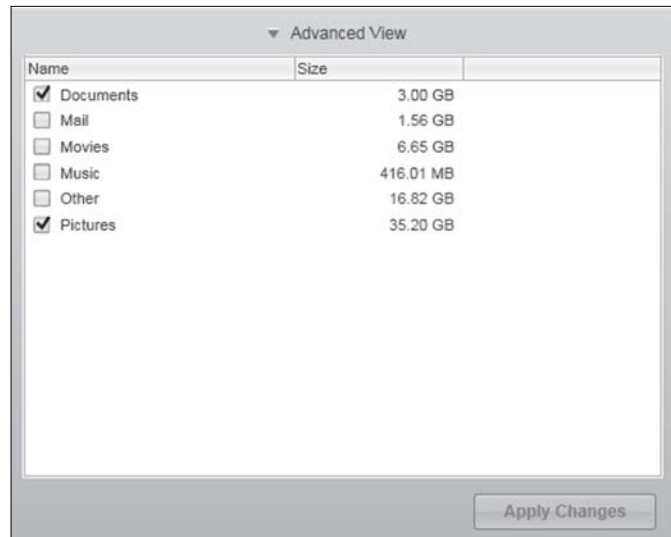 Advanced View
Name Size
Documents 3.00 GB
Mail 1.56 GB
Movies 6.65 GB
Music 416.01 MB
Other 16.82 GB
Pictures 35.20 GB
Apply Changes